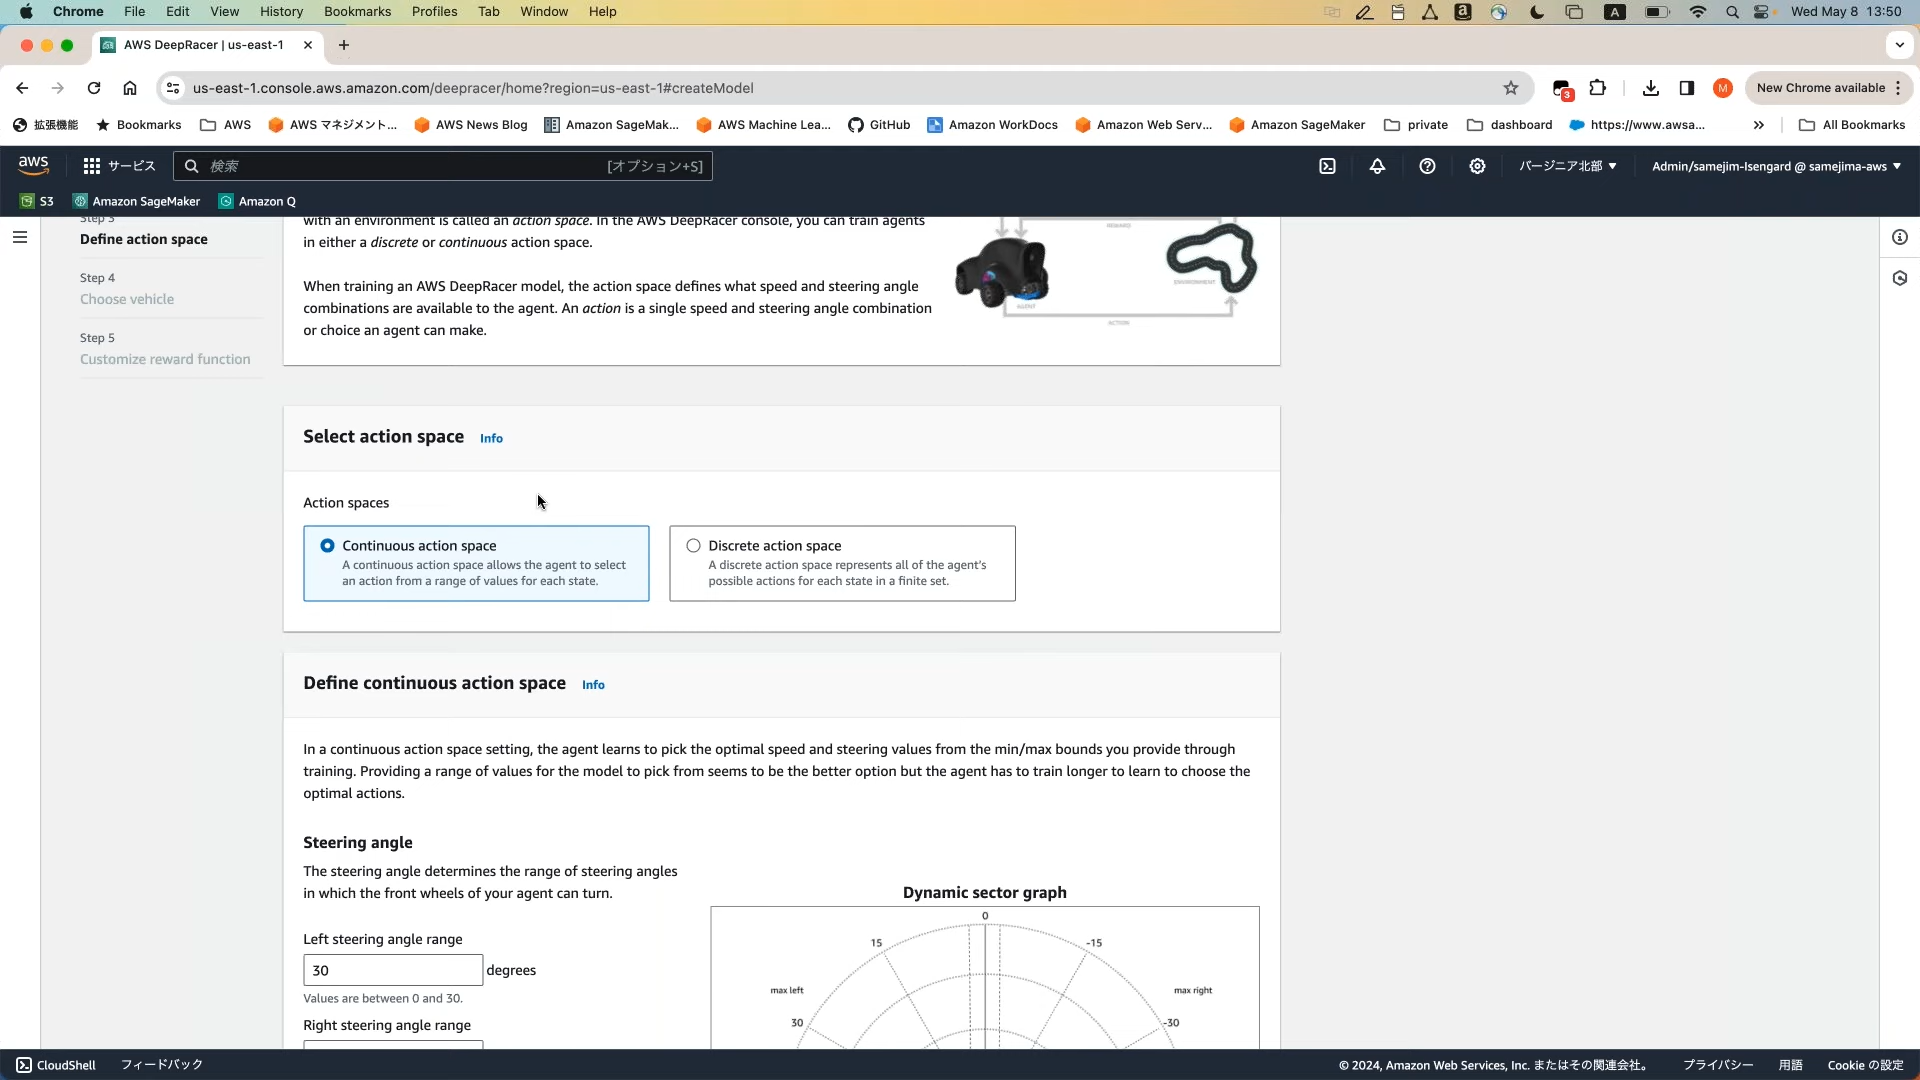 Chrome File Edit View History Bookmarks Profiles Tab Window Help
A Wed May 8 13:50
AWS DeepRacer | us-east-1
us-east-1.console.aws.amazon.com/deepracer/home?region=us-east-1#createModel
3 M New Chrome available
拡張機能 Bookmarks AWS AWS マネジメント... AWS News Blog Amazon SageMak... AWS Machine Lea... GitHub Amazon WorkDocs Amazon Web Serv... Amazon SageMaker private dashboard https://www.awsa... All Bookmarks
aws サービス 検索 [オプション+S] バージニア北部 Admin/samejim-Isengard @ samejima-aws
S3 Amazon SageMaker Amazon Q
Step 3
Define action space
Step 4
Choose vehicle
Step 5
Customize reward function
with an environment is called an action space. In the AWS DeepRacer console, you can train agents
in either a discrete or continuous action space.
When training an AWS DeepRacer model, the action space defines what speed and steering angle
combinations are available to the agent. An action is a single speed and steering angle combination
or choice an agent can make.
REWARD
ENVIRONMENT
AGENT
ACTION
Select action space Info
Action spaces
Continuous action space
A continuous action space allows the agent to select
an action from a range of values for each state.
Discrete action space
A discrete action space represents all of the agent's
possible actions for each state in a finite set.
Define continuous action space Info
In a continuous action space setting, the agent learns to pick the optimal speed and steering values from the min/max bounds you provide through
training. Providing a range of values for the model to pick from seems to be the better option but the agent has to train longer to learn to choose the
optimal actions.
Steering angle
The steering angle determines the range of steering angles
in which the front wheels of your agent can turn.
Left steering angle range
30 degrees
Values are between 0 and 30.
Right steering angle range
Dynamic sector graph
0
15 -15
max left max right
30 -30
CloudShell フィードバック © 2024, Amazon Web Services, Inc. またはその関連会社。 プライバシー 用語 Cookie の設定